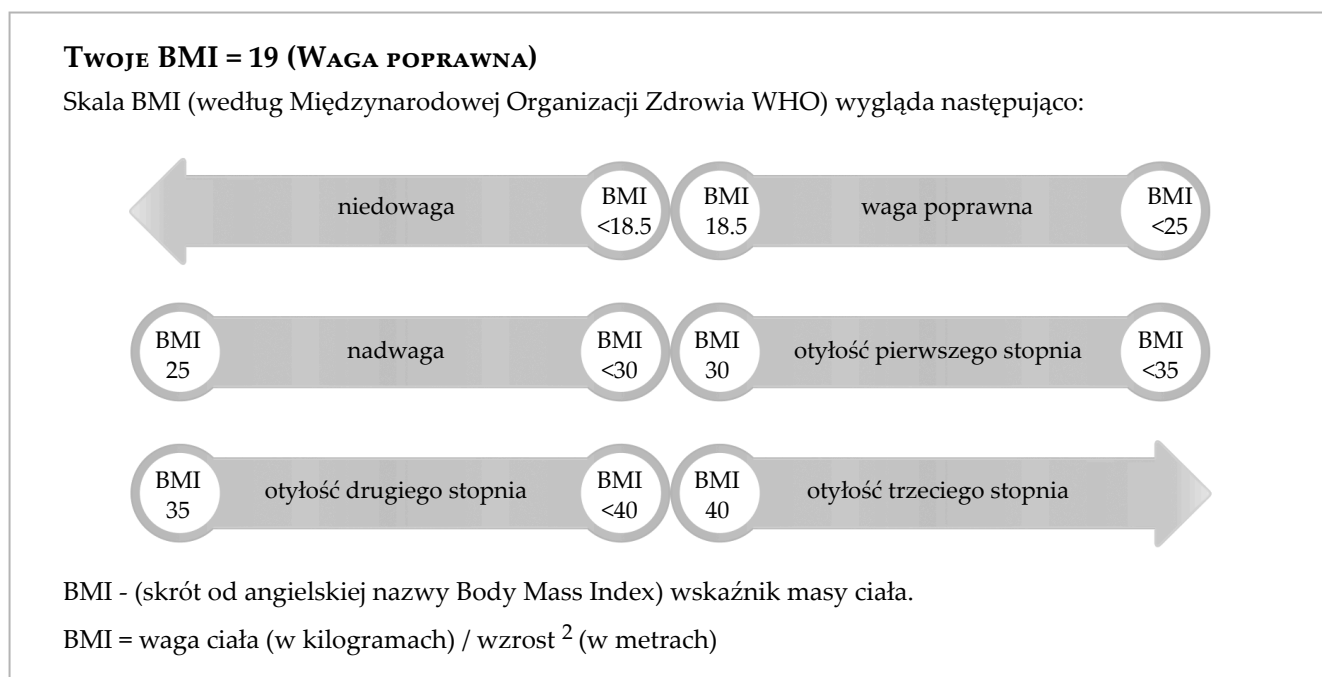 Twoje BMI = 19 (Waga poprawna)
Skala BMI (według Międzynarodowej Organizacji Zdrowia WHO) wygląda następująco:
niedowaga BMI <18.5 BMI 18.5 waga poprawna BMI <25
BMI 25 nadwaga BMI <30 BMI 30 otyłość pierwszego stopnia BMI <35
BMI 35 otyłość drugiego stopnia BMI <40 BMI 40 otyłość trzeciego stopnia
BMI - (skrót od angielskiej nazwy Body Mass Index) wskaźnik masy ciała.
BMI = waga ciała (w kilogramach) / wzrost ² (w metrach)